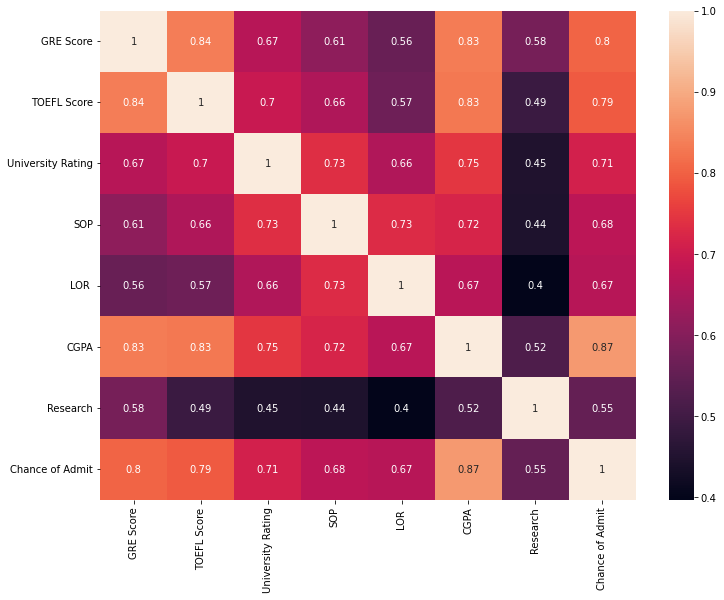 GRE Score 1 0.84 0.67 0.61 0.56 0.83 0.58 0.8
TOEFL Score 0.84 1 0.7 0.66 0.57 0.83 0.49 0.79
University Rating 0.67 0.7 1 0.73 0.66 0.75 0.45 0.71
SOP 0.61 0.66 0.73 1 0.73 0.72 0.44 0.68
LOR 0.56 0.57 0.66 0.73 1 0.67 0.4 0.67
CGPA 0.83 0.83 0.75 0.72 0.67 1 0.52 0.87
Research 0.58 0.49 0.45 0.44 0.4 0.52 1 0.55
Chance of Admit 0.8 0.79 0.71 0.68 0.67 0.87 0.55 1
GRE Score
TOEFL Score
University Rating
SOP
LOR
CGPA
Research
Chance of Admit
1.0
0.9
0.8
0.7
0.6
0.5
0.4